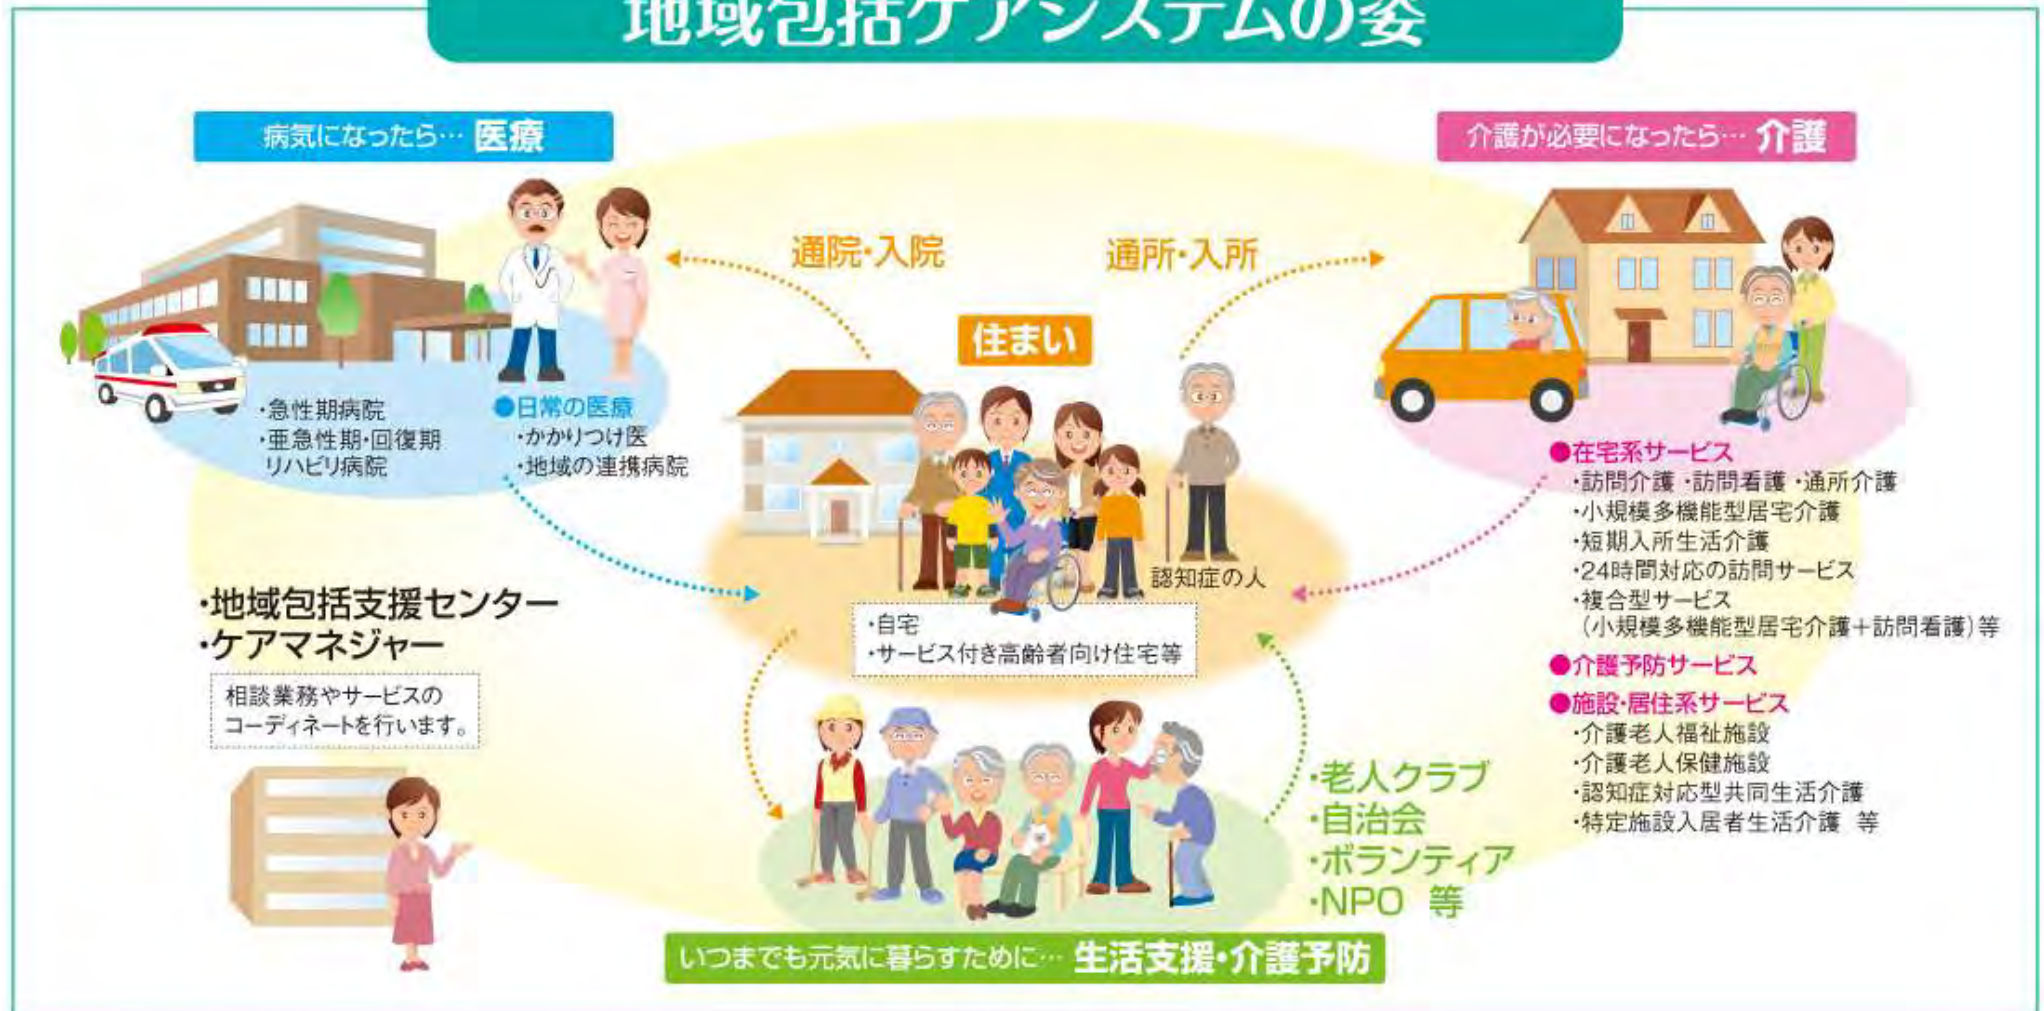 地域包括ケアシステムの姿
病気になったら… 医療
介護が必要になったら… 介護
通院・入院
通所・入所
住まい
・急性期病院
・亜急性期・回復期
リハビリ病院
●日常の医療
・かかりつけ医
・地域の連携病院
認知症の人
・自宅
・サービス付き高齢者向け住宅等
●在宅系サービス
・訪問介護 ・訪問看護 ・通所介護
・小規模多機能型居宅介護
・短期入所生活介護
・24時間対応の訪問サービス
・複合型サービス
(小規模多機能型居宅介護+訪問看護)等
●介護予防サービス
●施設・居住系サービス
・介護老人福祉施設
・介護老人保健施設
・認知症対応型共同生活介護
・特定施設入居者生活介護 等
・地域包括支援センター
・ケアマネジャー
相談業務やサービスの
コーディネートを行います。
・老人クラブ
・自治会
・ボランティア
・NPO 等
いつまでも元気に暮らすために… 生活支援・介護予防